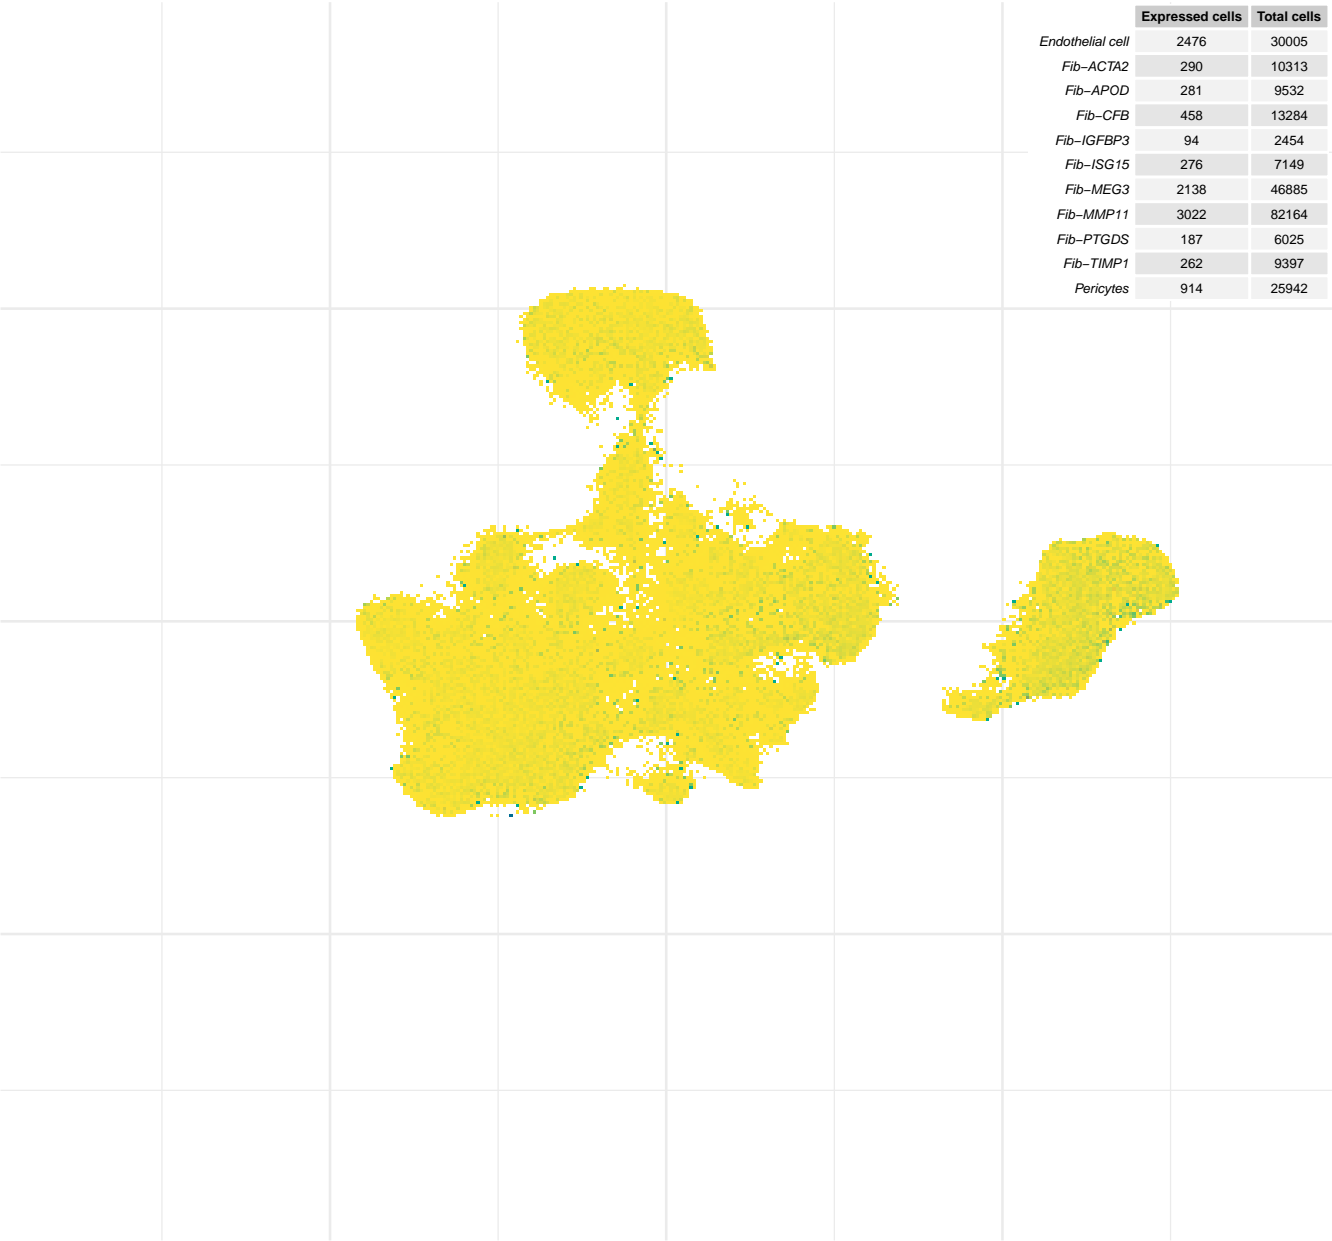 Expressed cells Total cells
Endothelial cell 2476 30005
Fib−ACTA2 290 10313
Fib−APOD 281 9532
Fib−CFB 458 13284
Fib−IGFBP3 94 2454
Fib−ISG15 276 7149
Fib−MEG3 2138 46885
Fib−MMP11 3022 82164
Fib−PTGDS 187 6025
Fib−TIMP1 262 9397
Pericytes 914 25942